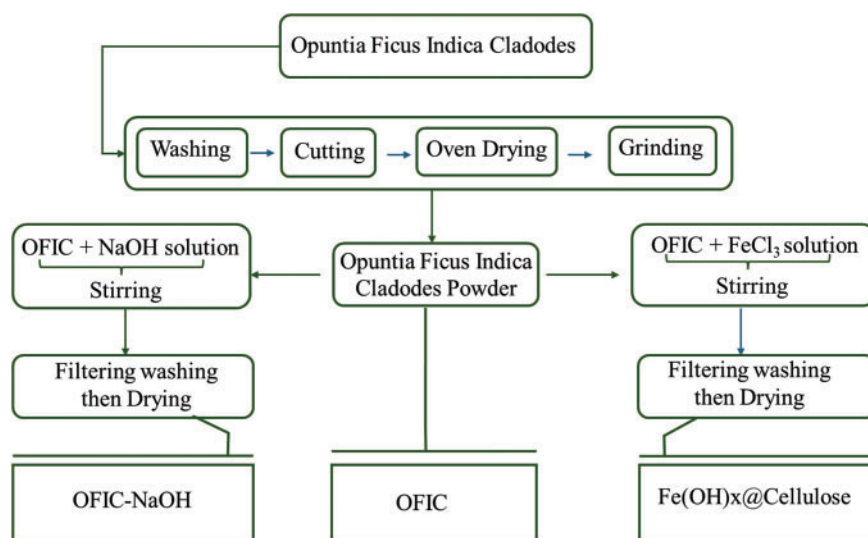 Opuntia Ficus Indica Cladodes
Washing
Cutting
Oven Drying
Grinding
OFIC + NaOH solution
Stirring
Opuntia Ficus Indica
Cladodes Powder
OFIC + FeCl₃ solution
Stirring
Filtering washing
then Drying
Filtering washing
then Drying
OFIC-NaOH
OFIC
Fe(OH)x@Cellulose